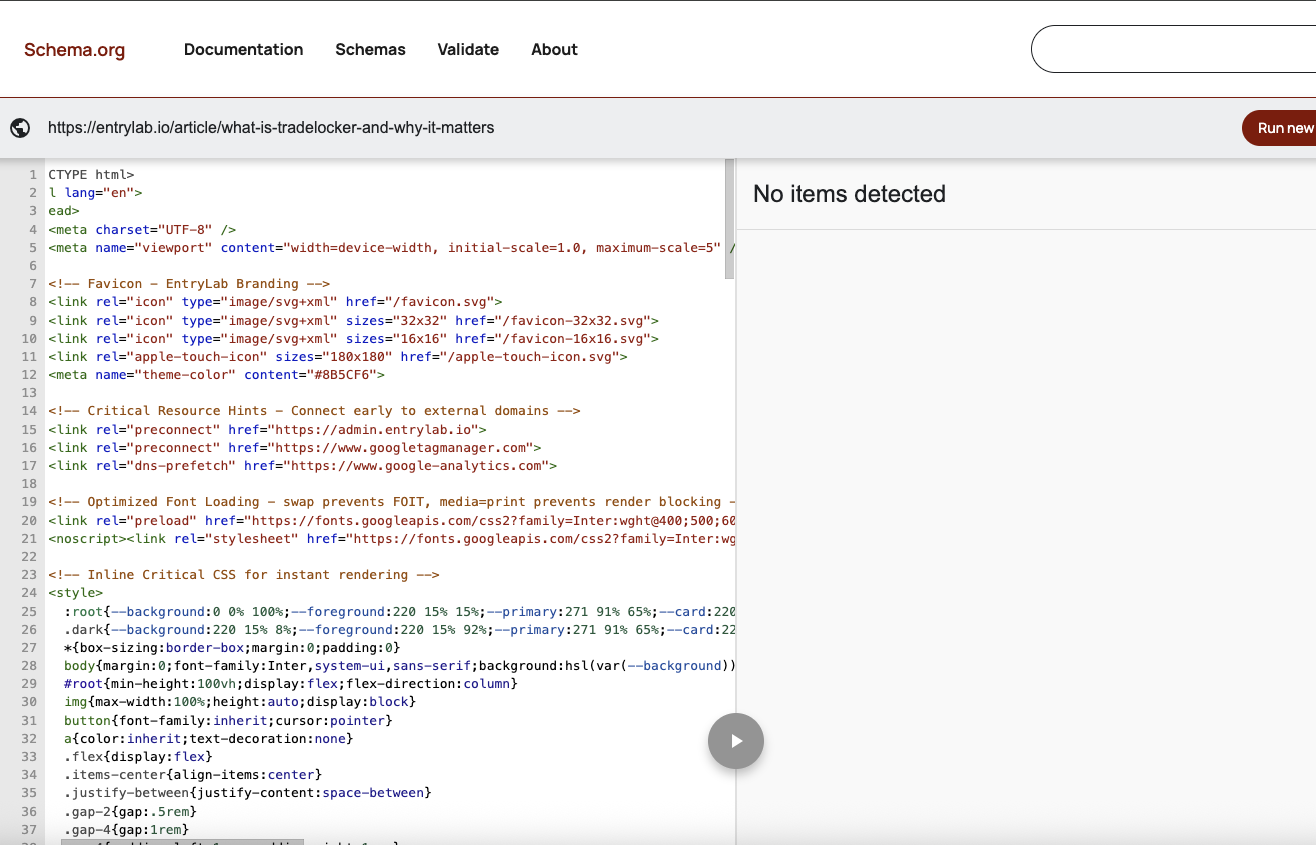 Schema.org Documentation Schemas Validate About
https://entrylab.io/article/what-is-tradelocker-and-why-it-matters Run new
No items detected
1 CTYPE html>
2 l lang="en">
3 ead>
4 <meta charset="UTF-8" />
5 <meta name="viewport" content="width=device-width, initial-scale=1.0, maximum-scale=5" /
6
7 <!-- Favicon - EntryLab Branding -->
8 <link rel="icon" type="image/svg+xml" href="/favicon.svg">
9 <link rel="icon" type="image/svg+xml" sizes="32x32" href="/favicon-32x32.svg">
10 <link rel="icon" type="image/svg+xml" sizes="16x16" href="/favicon-16x16.svg">
11 <link rel="apple-touch-icon" sizes="180x180" href="/apple-touch-icon.svg">
12 <meta name="theme-color" content="#8B5CF6">
13
14 <!-- Critical Resource Hints - Connect early to external domains -->
15 <link rel="preconnect" href="https://admin.entrylab.io">
16 <link rel="preconnect" href="https://www.googletagmanager.com">
17 <link rel="dns-prefetch" href="https://www.google-analytics.com">
18
19 <!-- Optimized Font Loading - swap prevents FOIT, media=print prevents render blocking -
20 <link rel="preload" href="https://fonts.googleapis.com/css2?family=Inter:wght@400;500;60
21 <noscript><link rel="stylesheet" href="https://fonts.googleapis.com/css2?family=Inter:wg
22
23 <!-- Inline Critical CSS for instant rendering -->
24 <style>
25 :root{--background:0 0% 100%;--foreground:220 15% 15%;--primary:271 91% 65%;--card:220
26 .dark{--background:220 15% 8%;--foreground:220 15% 92%;--primary:271 91% 65%;--card:22
27 *{box-sizing:border-box;margin:0;padding:0}
28 body{margin:0;font-family:Inter,system-ui,sans-serif;background:hsl(var(--background))
29 #root{min-height:100vh;display:flex;flex-direction:column}
30 img{max-width:100%;height:auto;display:block}
31 button{font-family:inherit;cursor:pointer}
32 a{color:inherit;text-decoration:none}
33 .flex{display:flex}
34 .items-center{align-items:center}
35 .justify-between{justify-content:space-between}
36 .gap-2{gap:.5rem}
37 .gap-4{gap:1rem}